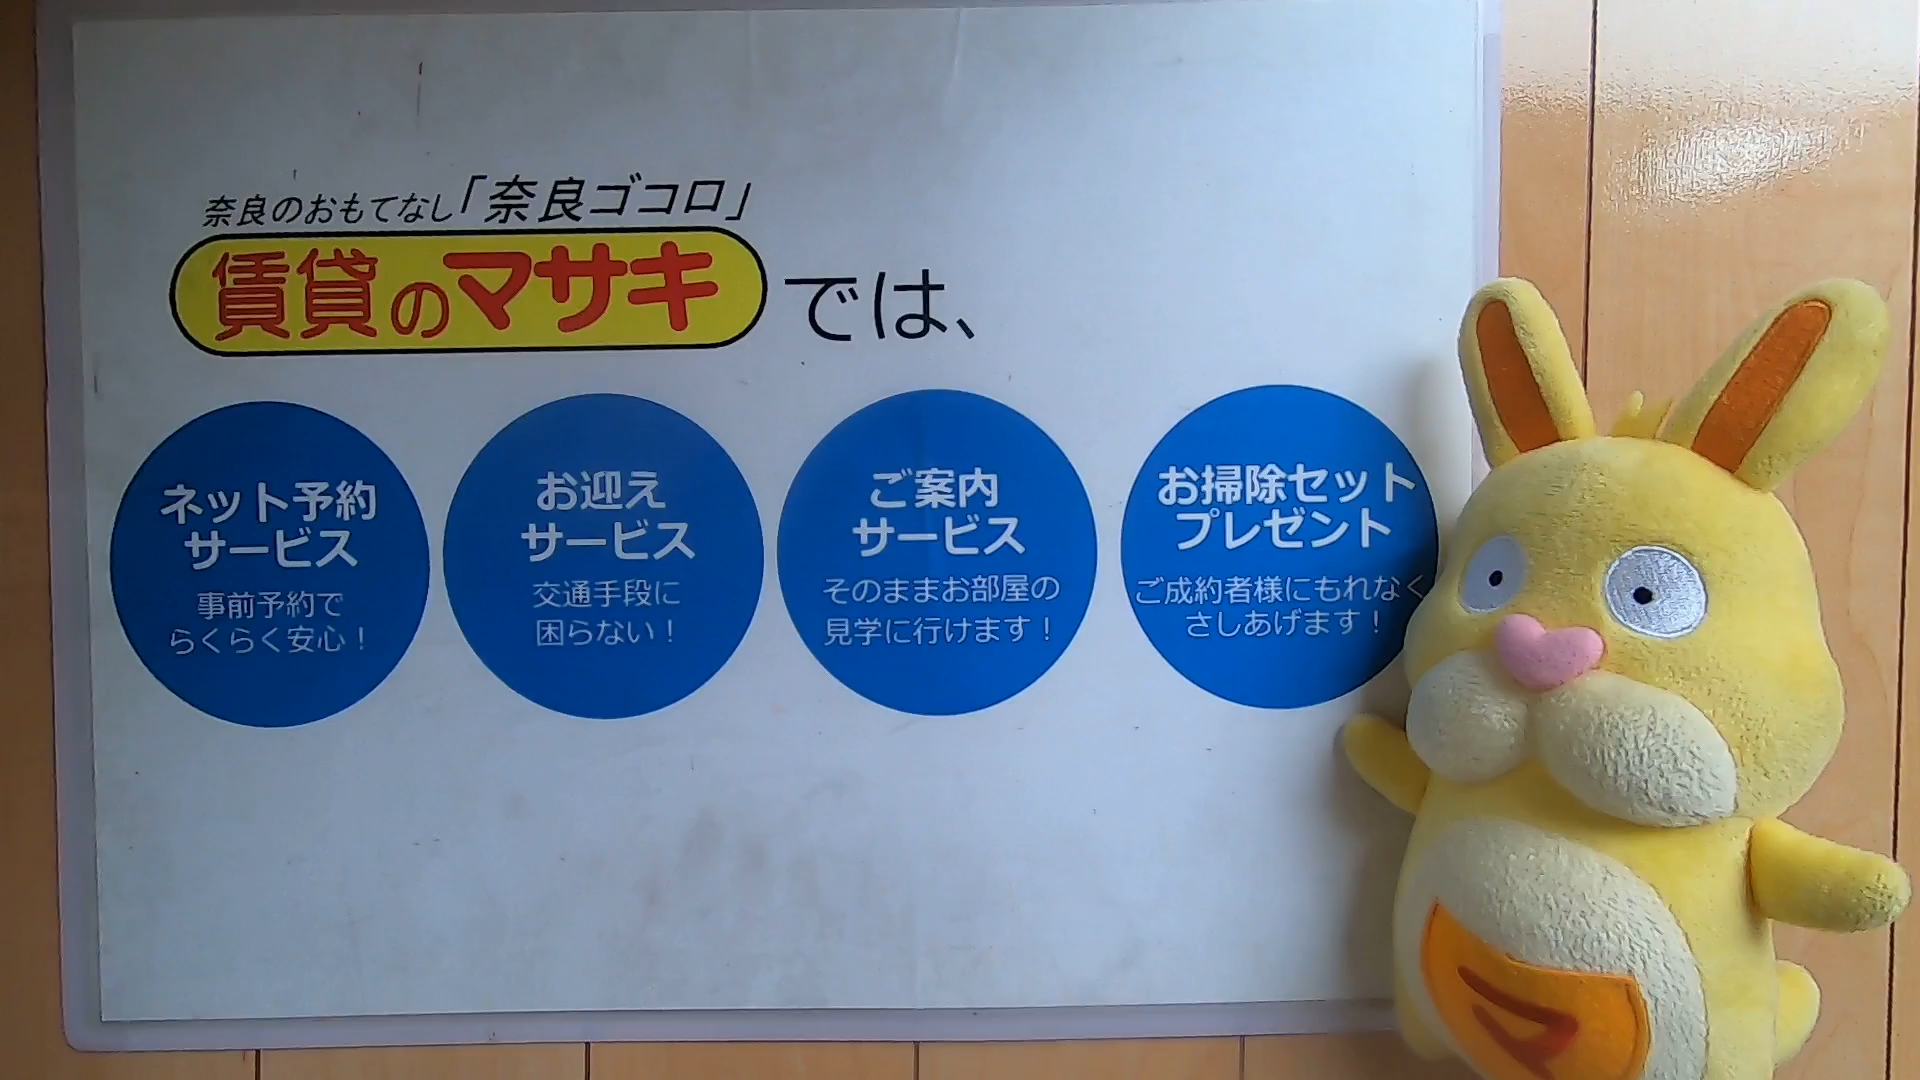 奈良のおもてなし「奈良ゴコロ」
賃貸のマサキでは、
ネット予約
サービス
事前予約で
らくらく安心！
お迎え
サービス
交通手段に
困らない！
ご案内
サービス
そのままお部屋の
見学に行けます！
お掃除セット
プレゼント
ご成約者様にもれなく
さしあげます！
マ